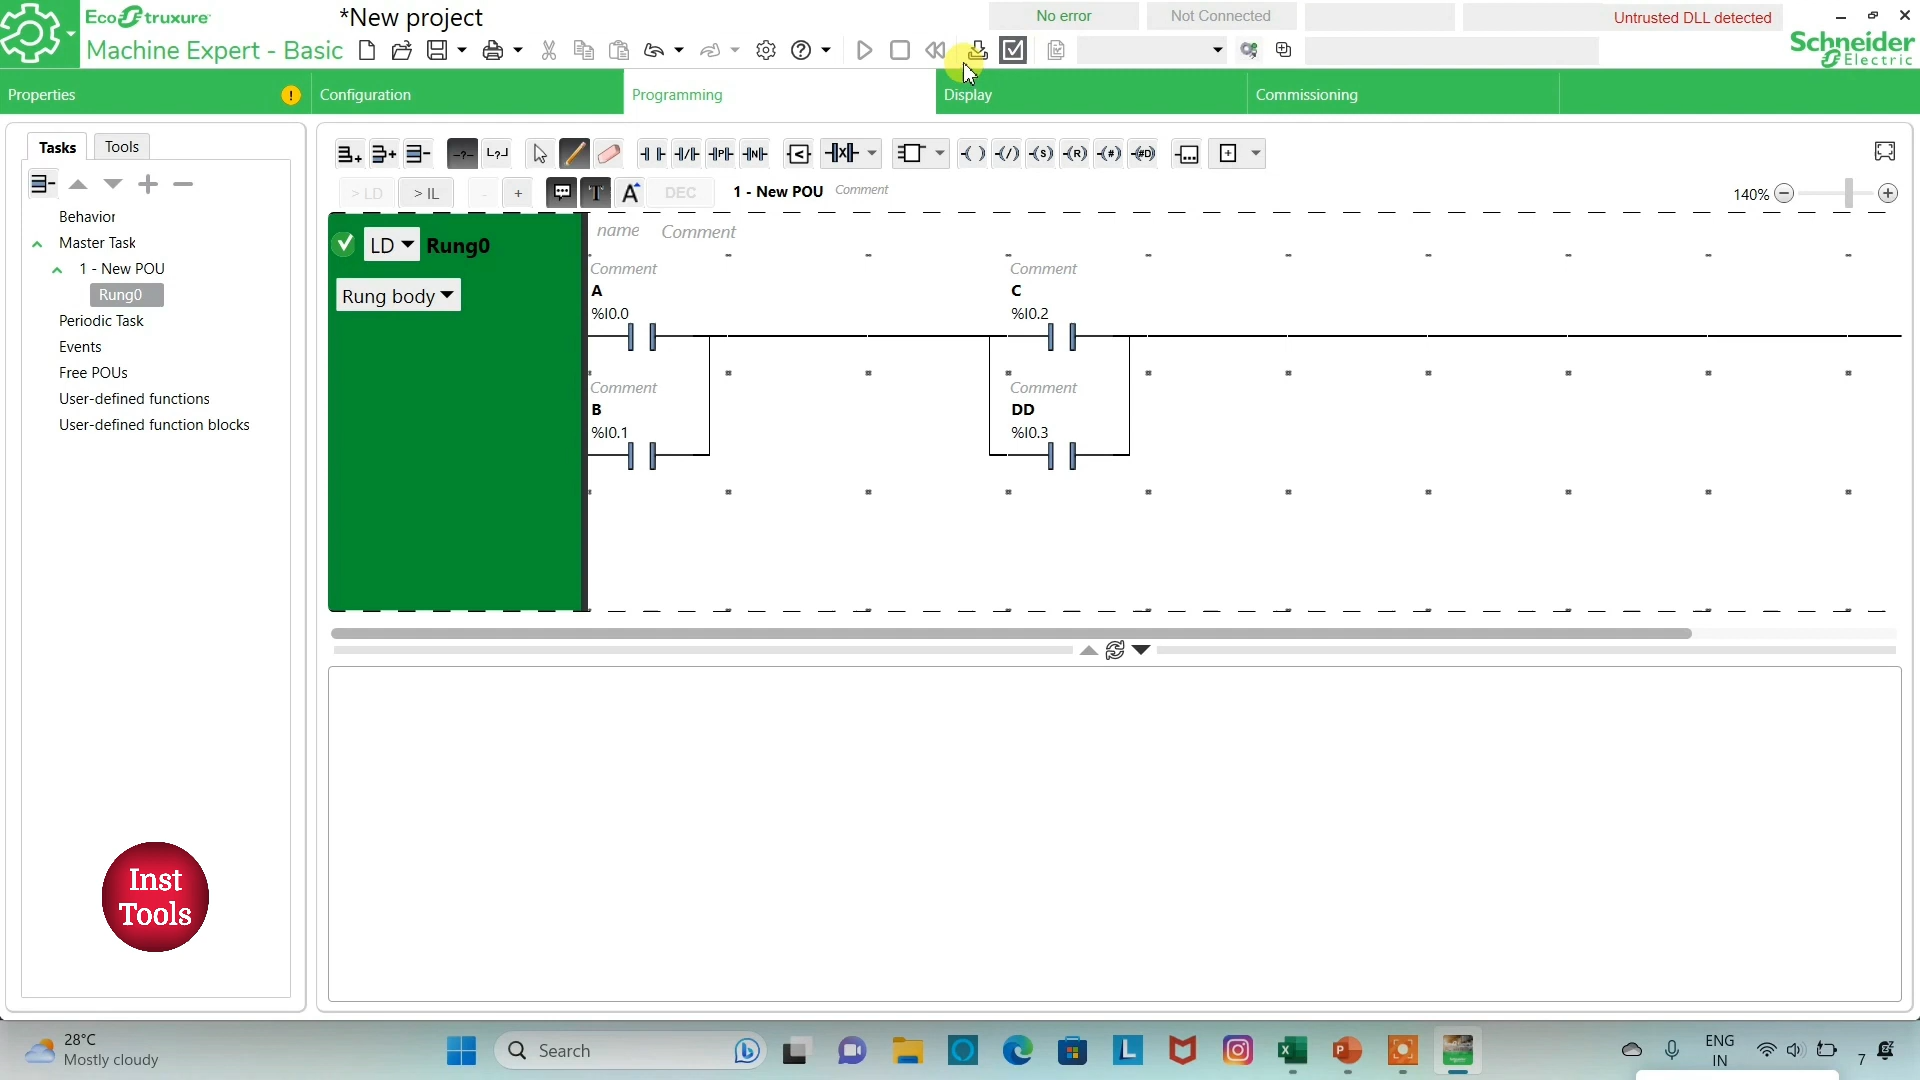 EcoStruxure
Machine Expert - Basic
*New project
No error
Not Connected
Untrusted DLL detected
Schneider
Electric
Properties
Configuration
Programming
Display
Commissioning
Tasks
Tools
Behavior
Master Task
1 - New POU
Rung0
Periodic Task
Events
Free POUs
User-defined functions
User-defined function blocks
> LD
> IL
- 
+
T
A
DEC
1 - New POU
Comment
140%
LD
Rung0
name
Comment
Rung body
Comment
A
%I0.0
Comment
C
%I0.2
Comment
B
%I0.1
Comment
DD
%I0.3
Inst
Tools
28°C
Mostly cloudy
Search
ENG
IN
7